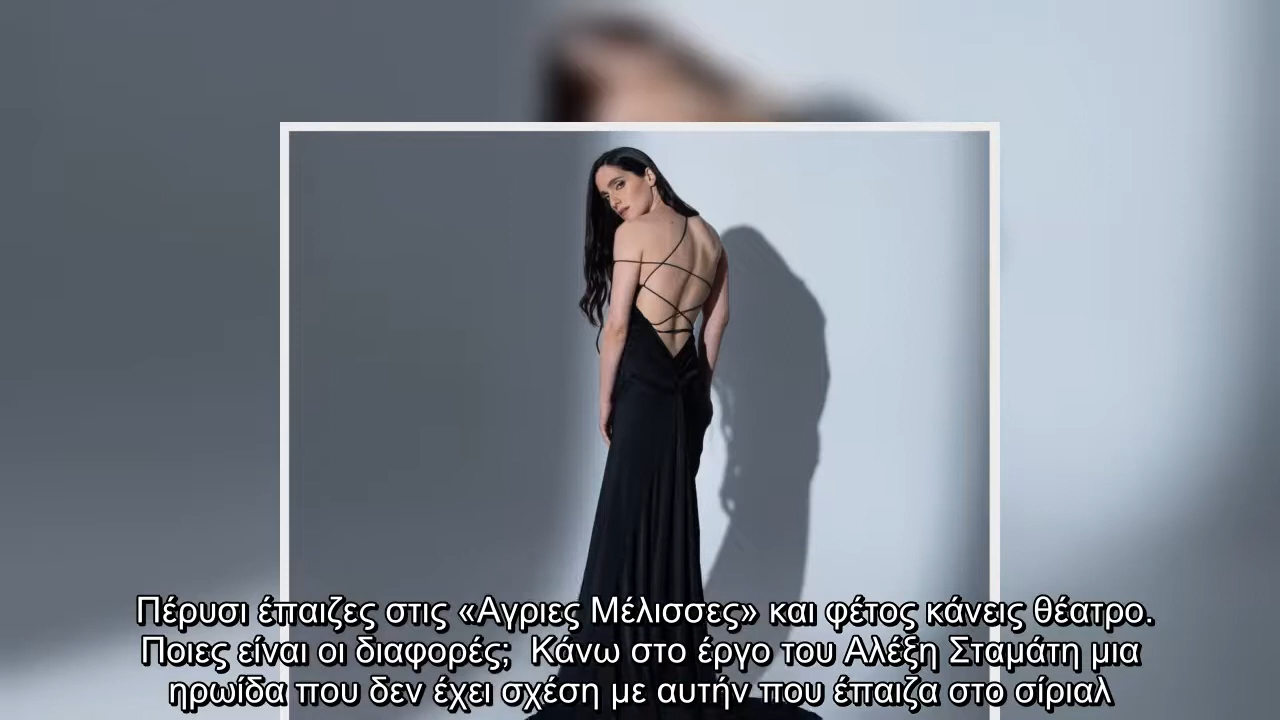 Πέρυσι έπαιζες στις «Αγριες Μέλισσες» και φέτος κάνεις θέατρο.
Ποιες είναι οι διαφορές;  Κάνω στο έργο του Αλέξη Σταμάτη μια
ηρωίδα που δεν έχει σχέση με αυτήν που έπαιζα στο σίριαλ